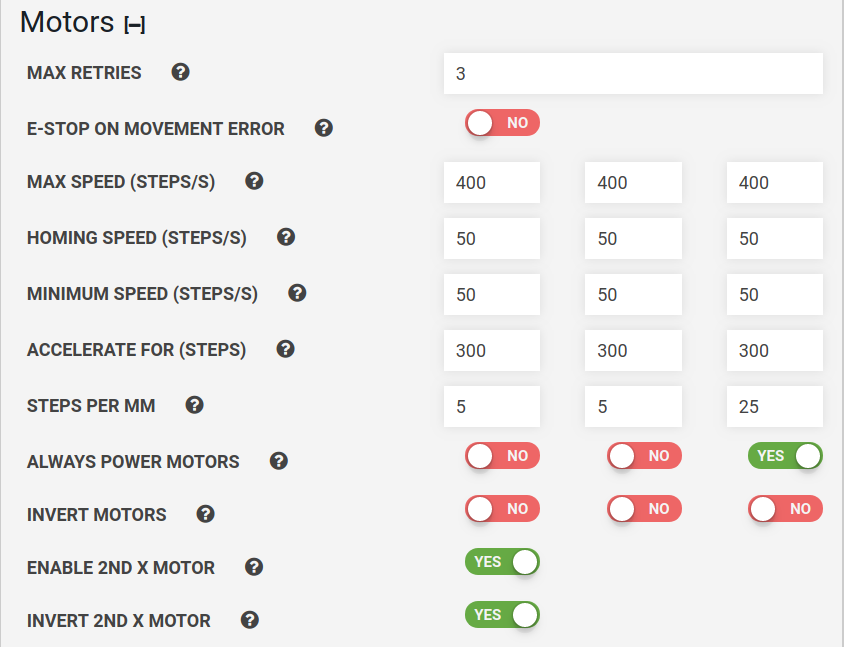 Motors [–]
MAX RETRIES ? 3
E-STOP ON MOVEMENT ERROR ? NO
MAX SPEED (STEPS/S) ? 400 400 400
HOMING SPEED (STEPS/S) ? 50 50 50
MINIMUM SPEED (STEPS/S) ? 50 50 50
ACCELERATE FOR (STEPS) ? 300 300 300
STEPS PER MM ? 5 5 25
ALWAYS POWER MOTORS ? NO NO YES
INVERT MOTORS ? NO NO NO
ENABLE 2ND X MOTOR ? YES
INVERT 2ND X MOTOR ? YES